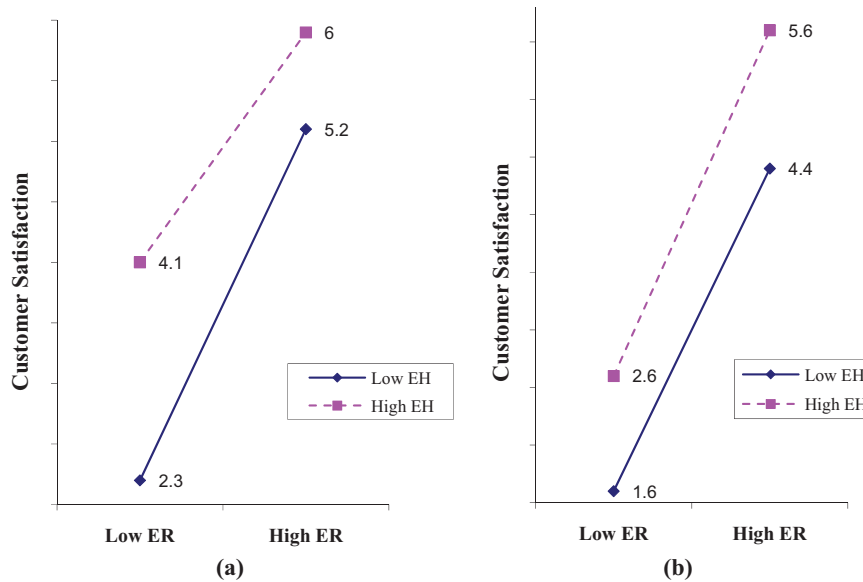 Customer Satisfaction
6
5.2
4.1
2.3
Low EH
High EH
Low ER High ER
(a)
Customer Satisfaction
5.6
4.4
2.6
1.6
Low EH
High EH
Low ER High ER
(b)